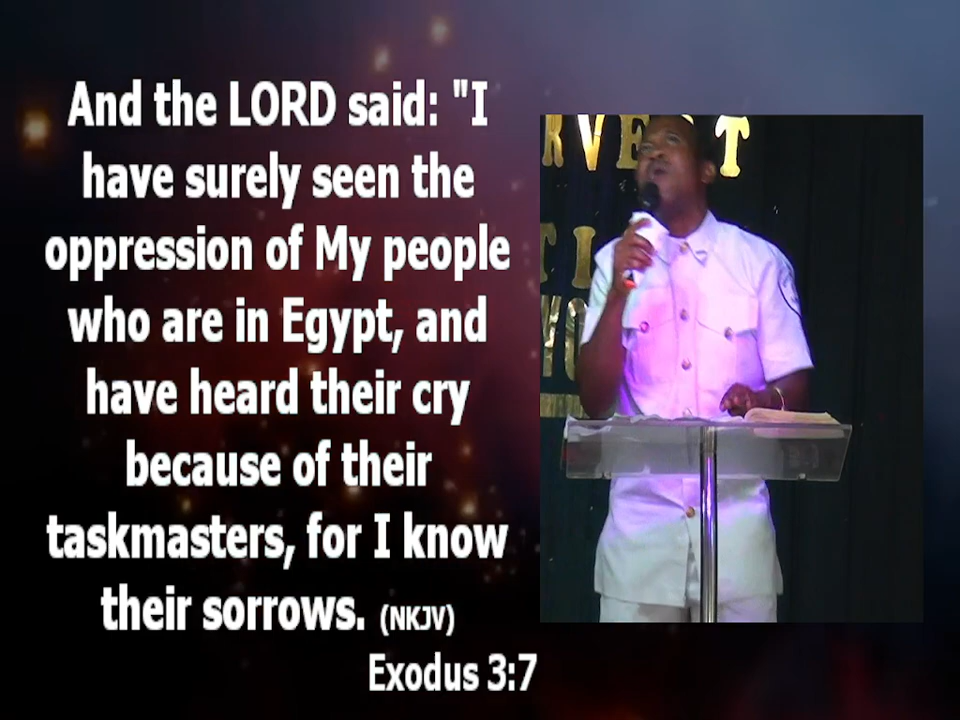 And the LORD said: "I
have surely seen the
oppression of My people
who are in Egypt, and
have heard their cry
because of their
taskmasters, for I know
their sorrows. (NKJV)
Exodus 3:7